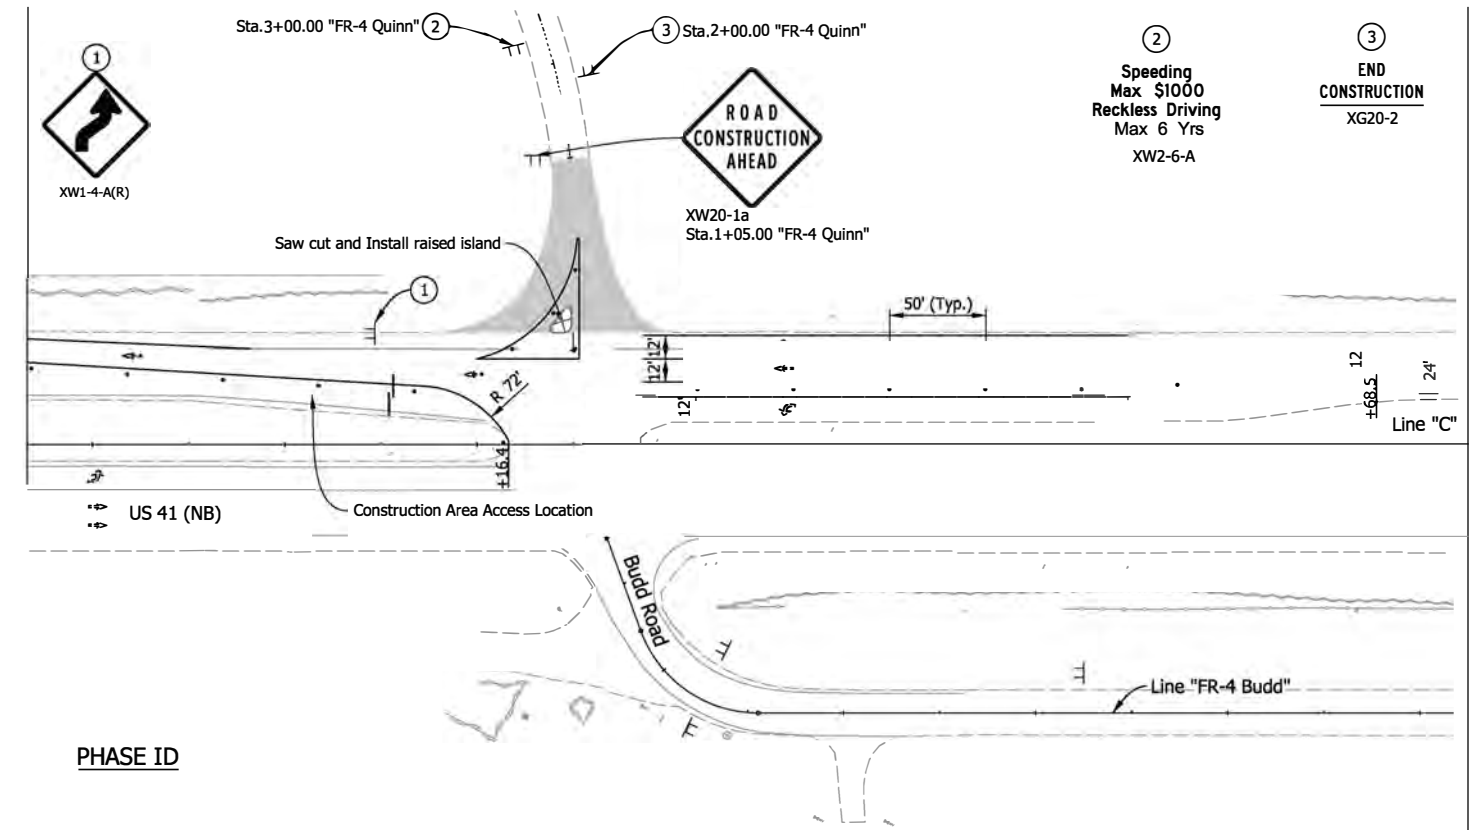 Sta.3+00.00 "FR-4 Quinn" 2
3 Sta.2+00.00 "FR-4 Quinn"
1
XW1-4-A(R)
ROAD
CONSTRUCTION
AHEAD
XW20-1a
Sta.1+05.00 "FR-4 Quinn"
2
Speeding
Max $1000
Reckless Driving
Max 6 Yrs
XW2-6-A
3
END
CONSTRUCTION
XG20-2
1
Saw cut and Install raised island
1
50' (Typ.)
12'
12'
12'
R 72'
12
+68.5
24'
Line "C"
+16.4
US 41 (NB)
Construction Area Access Location
Budd Road
Line "FR-4 Budd"
PHASE ID